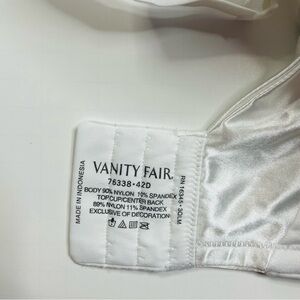 VANITY FAIR
76338-42D
BODY 90% NYLON 10% SPANDEX
TOP CUP/CENTER BACK
89% NYLON 11% SPANDEX
EXCLUSIVE OF DECORATION
MADE IN INDONESIA